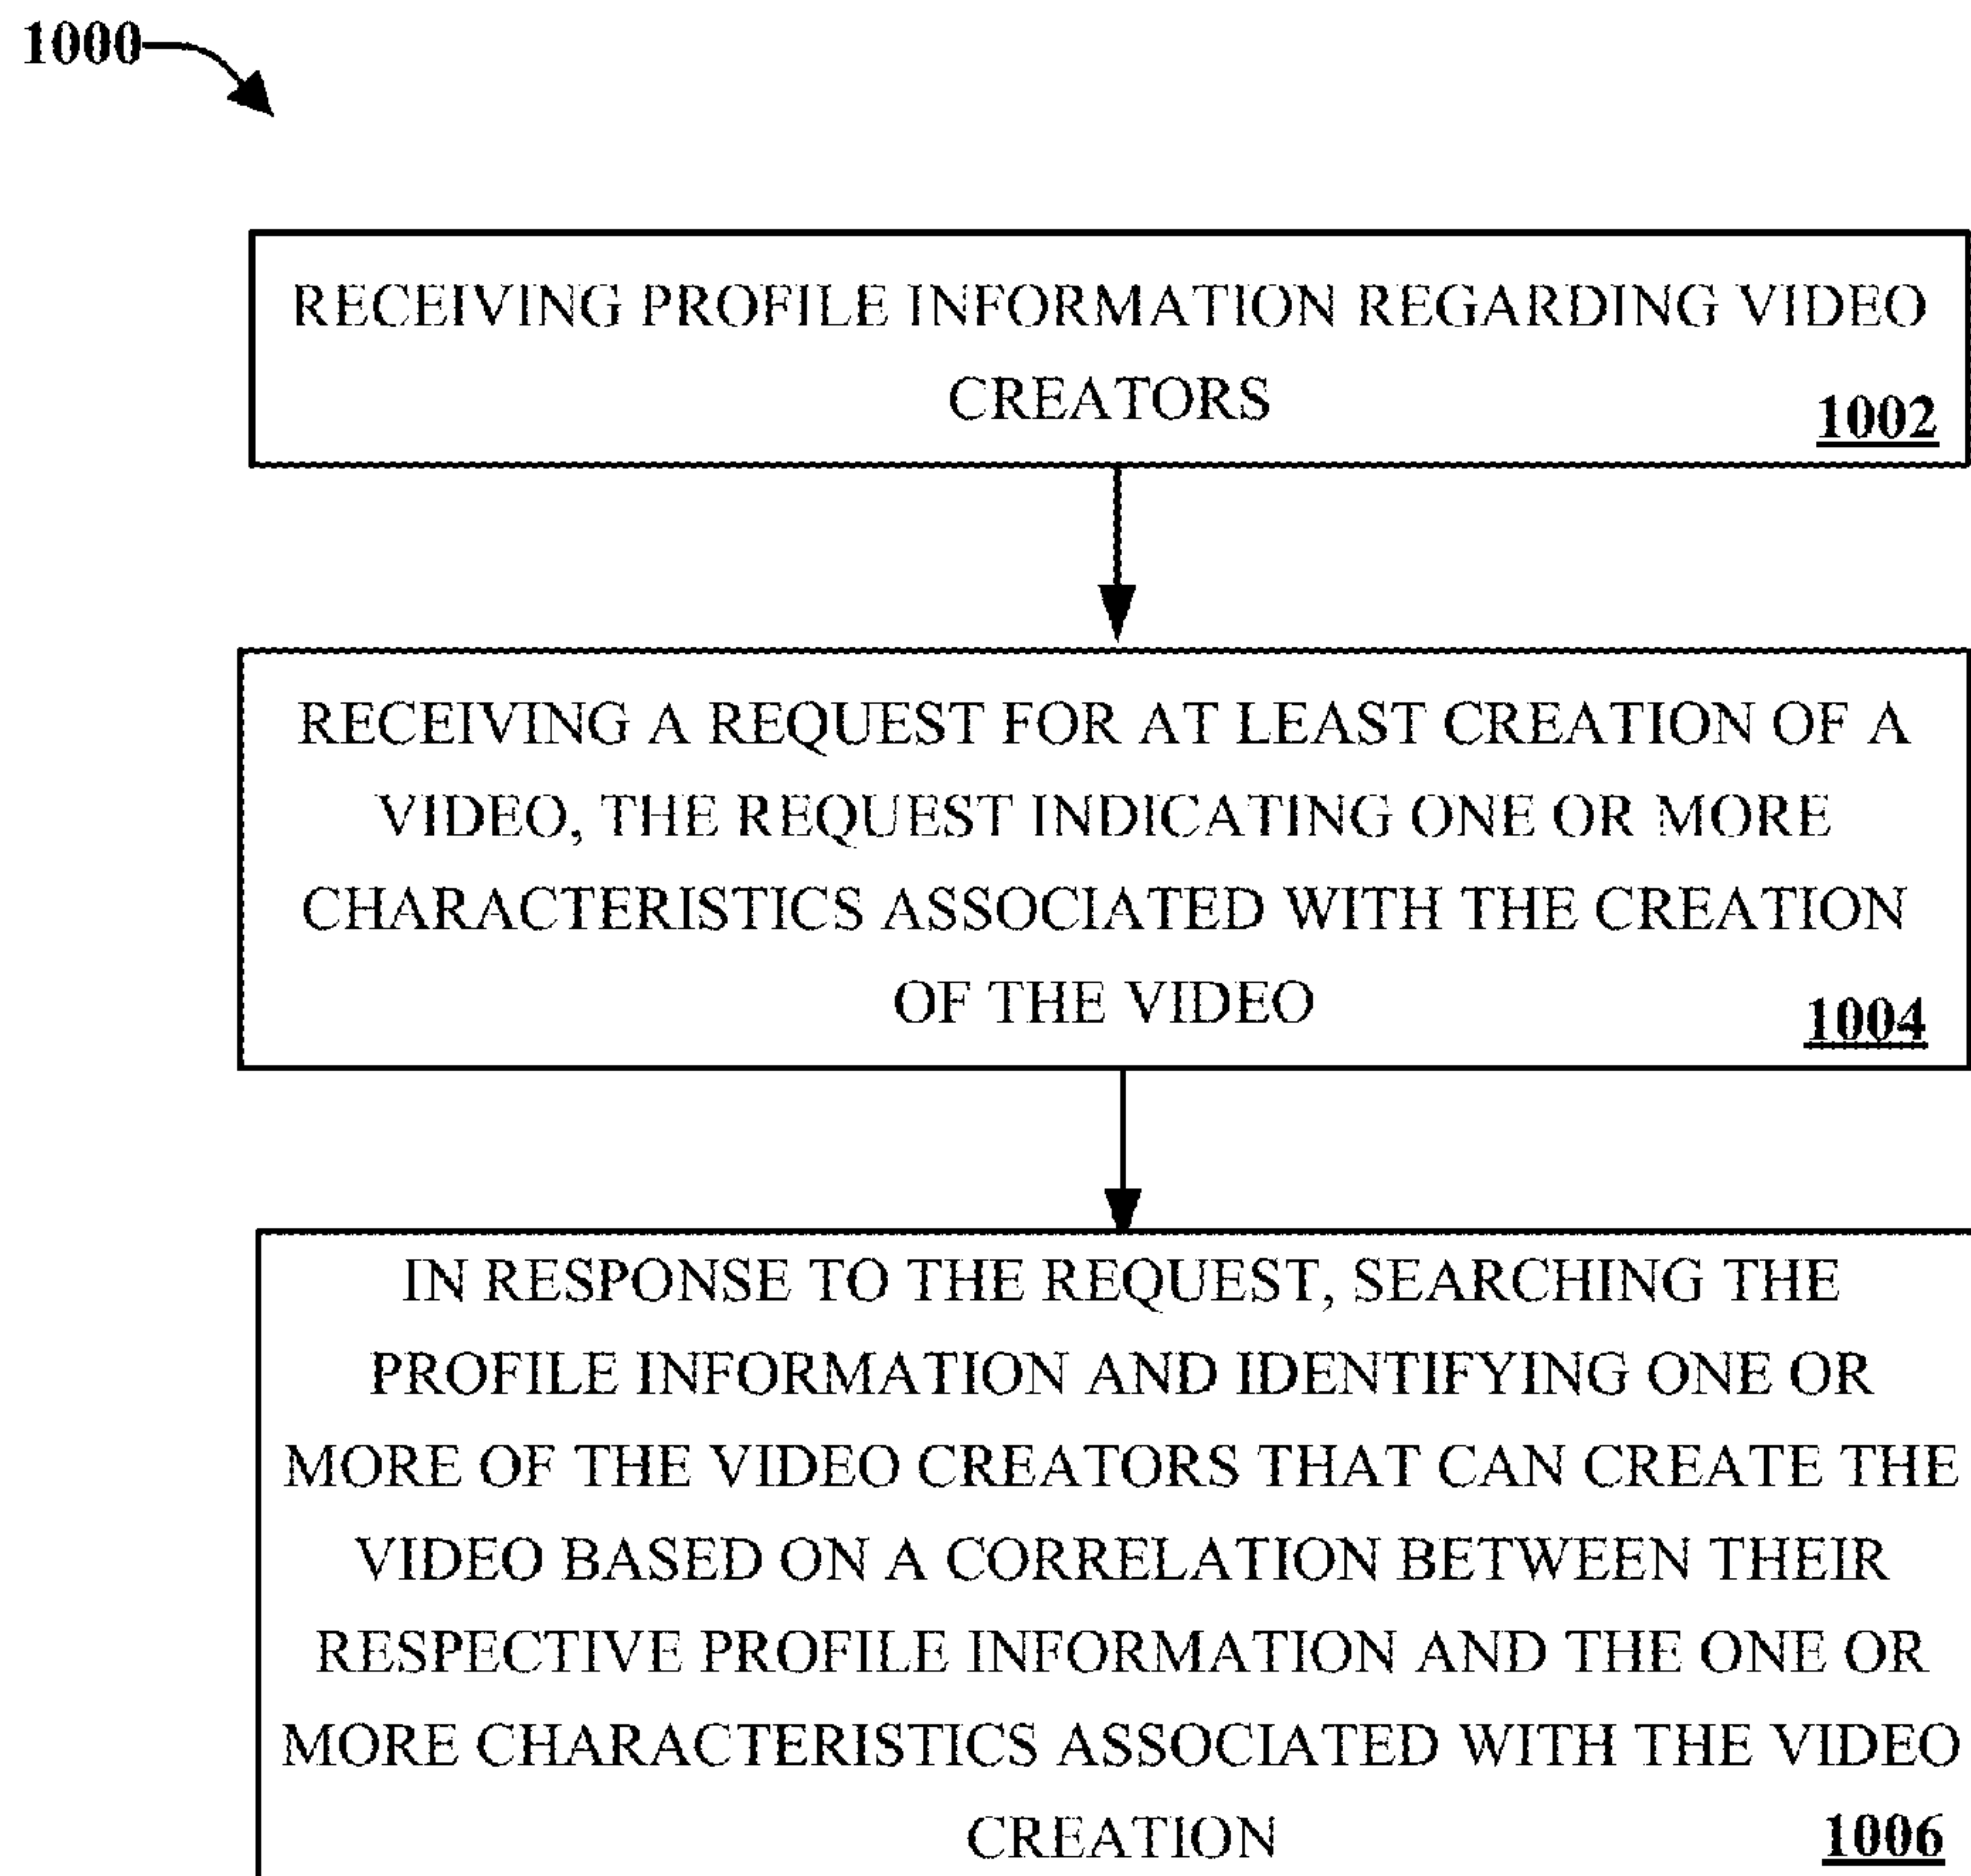 1000
RECEIVING PROFILE INFORMATION REGARDING VIDEO
CREATORS
1002
RECEIVING A REQUEST FOR AT LEAST CREATION OF A
VIDEO, THE REQUEST INDICATING ONE OR MORE
CHARACTERISTICS ASSOCIATED WITH THE CREATION
OF THE VIDEO
1004
IN RESPONSE TO THE REQUEST, SEARCHING THE
PROFILE INFORMATION AND IDENTIFYING ONE OR
MORE OF THE VIDEO CREATORS THAT CAN CREATE THE
VIDEO BASED ON A CORRELATION BETWEEN THEIR
RESPECTIVE PROFILE INFORMATION AND THE ONE OR
MORE CHARACTERISTICS ASSOCIATED WITH THE VIDEO
CREATION
1006